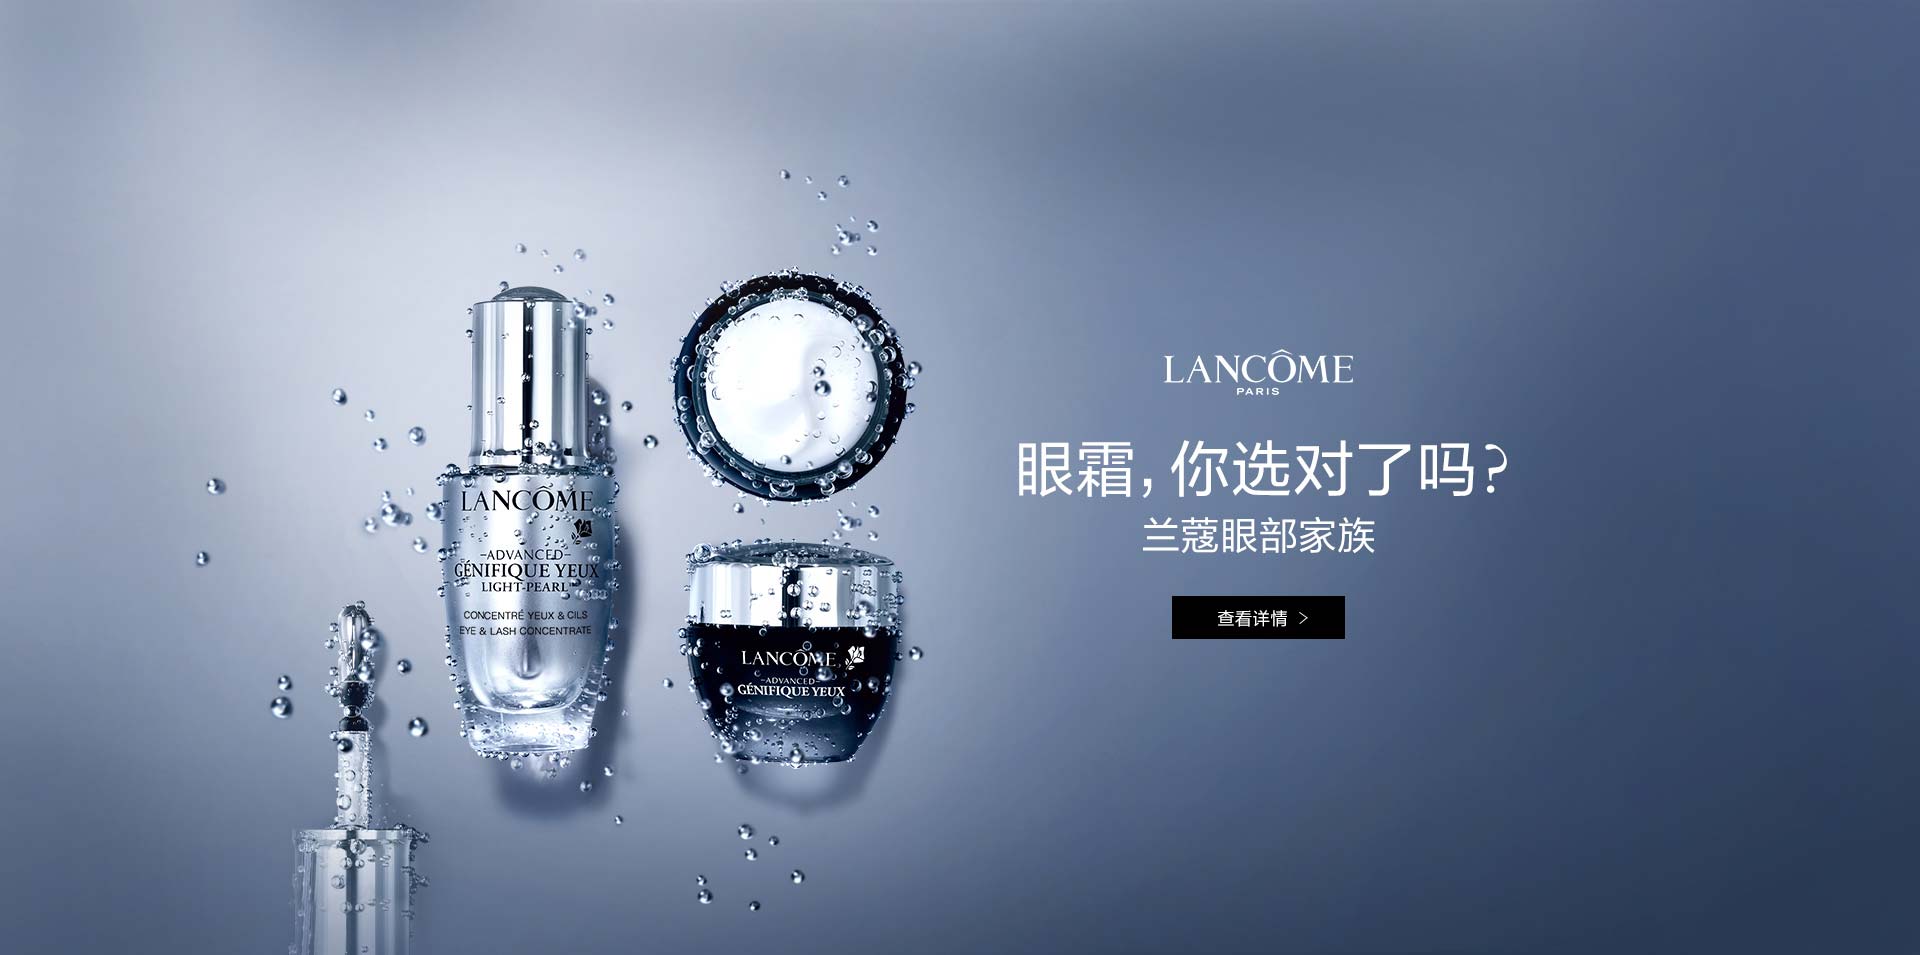 LANCÔME
-ADVANCED-
GÉNIFIQUE YEUX
LIGHT-PEARL
CONCENTRÉ YEUX & CILS
EYE & LASH CONCENTRATE
LANCÔME
-ADVANCED-
GÉNIFIQUE YEUX
LANCÔME
PARIS
眼霜，你选对了吗？
兰蔻眼部家族
查看详情 >